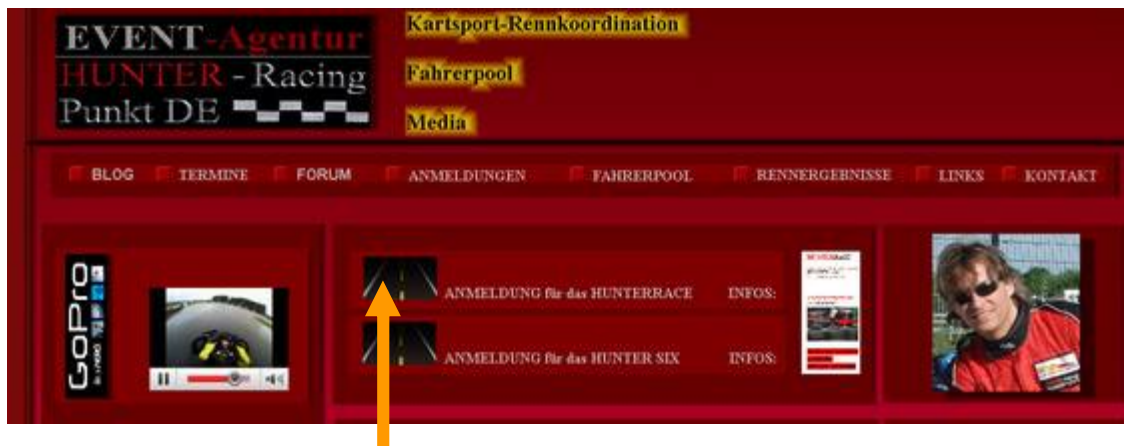 EVENT-Agentur
HUNTER - Racing
Punkt DE
Kartsport-Rennkoordination
Fahrerpool
Media
BLOG TERMINE FORUM ANMELDUNGEN FAHRERPOOL RENNERGEBNISSE LINKS KONTAKT
GoPro
ANMELDUNG für das HUNTERRACE INFOS:
ANMELDUNG für das HUNTER SIX INFOS: